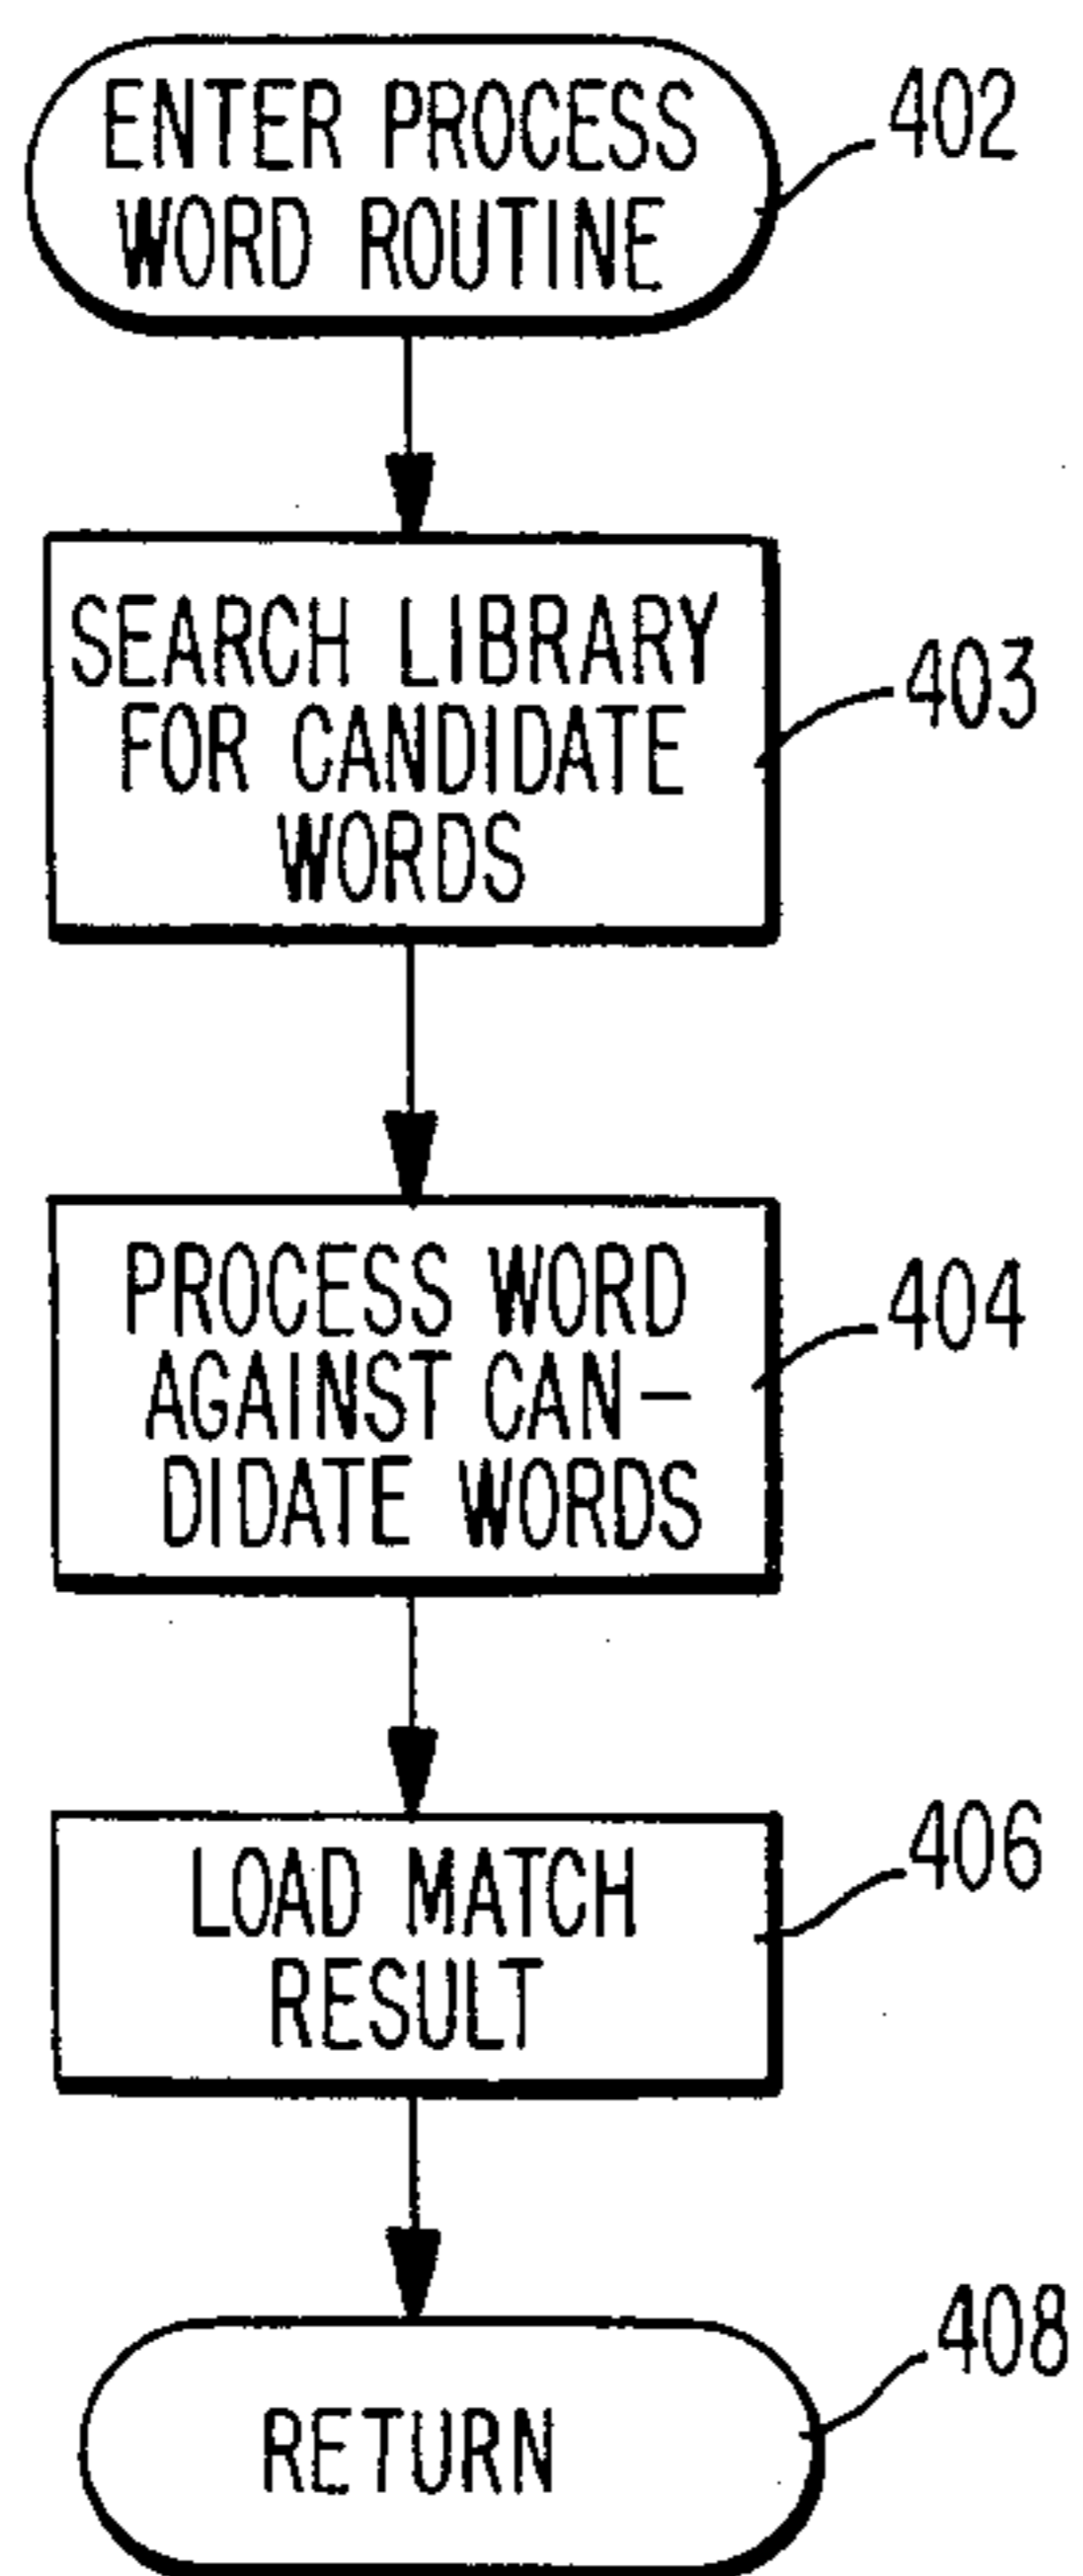 ENTER PROCESS
WORD ROUTINE
402
SEARCH LIBRARY
FOR CANDIDATE
WORDS
403
PROCESS WORD
AGAINST CAN-
DIDATE WORDS
404
LOAD MATCH
RESULT
406
RETURN
408